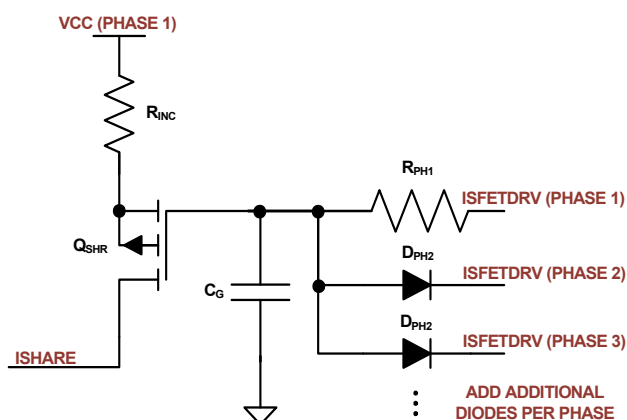 VCC (PHASE 1)
RINC
RPH1
ISFETDRV (PHASE 1)
QSHR
DPH2
ISFETDRV (PHASE 2)
CG
DPH2
ISFETDRV (PHASE 3)
ISHARE
ADD ADDITIONAL
DIODES PER PHASE